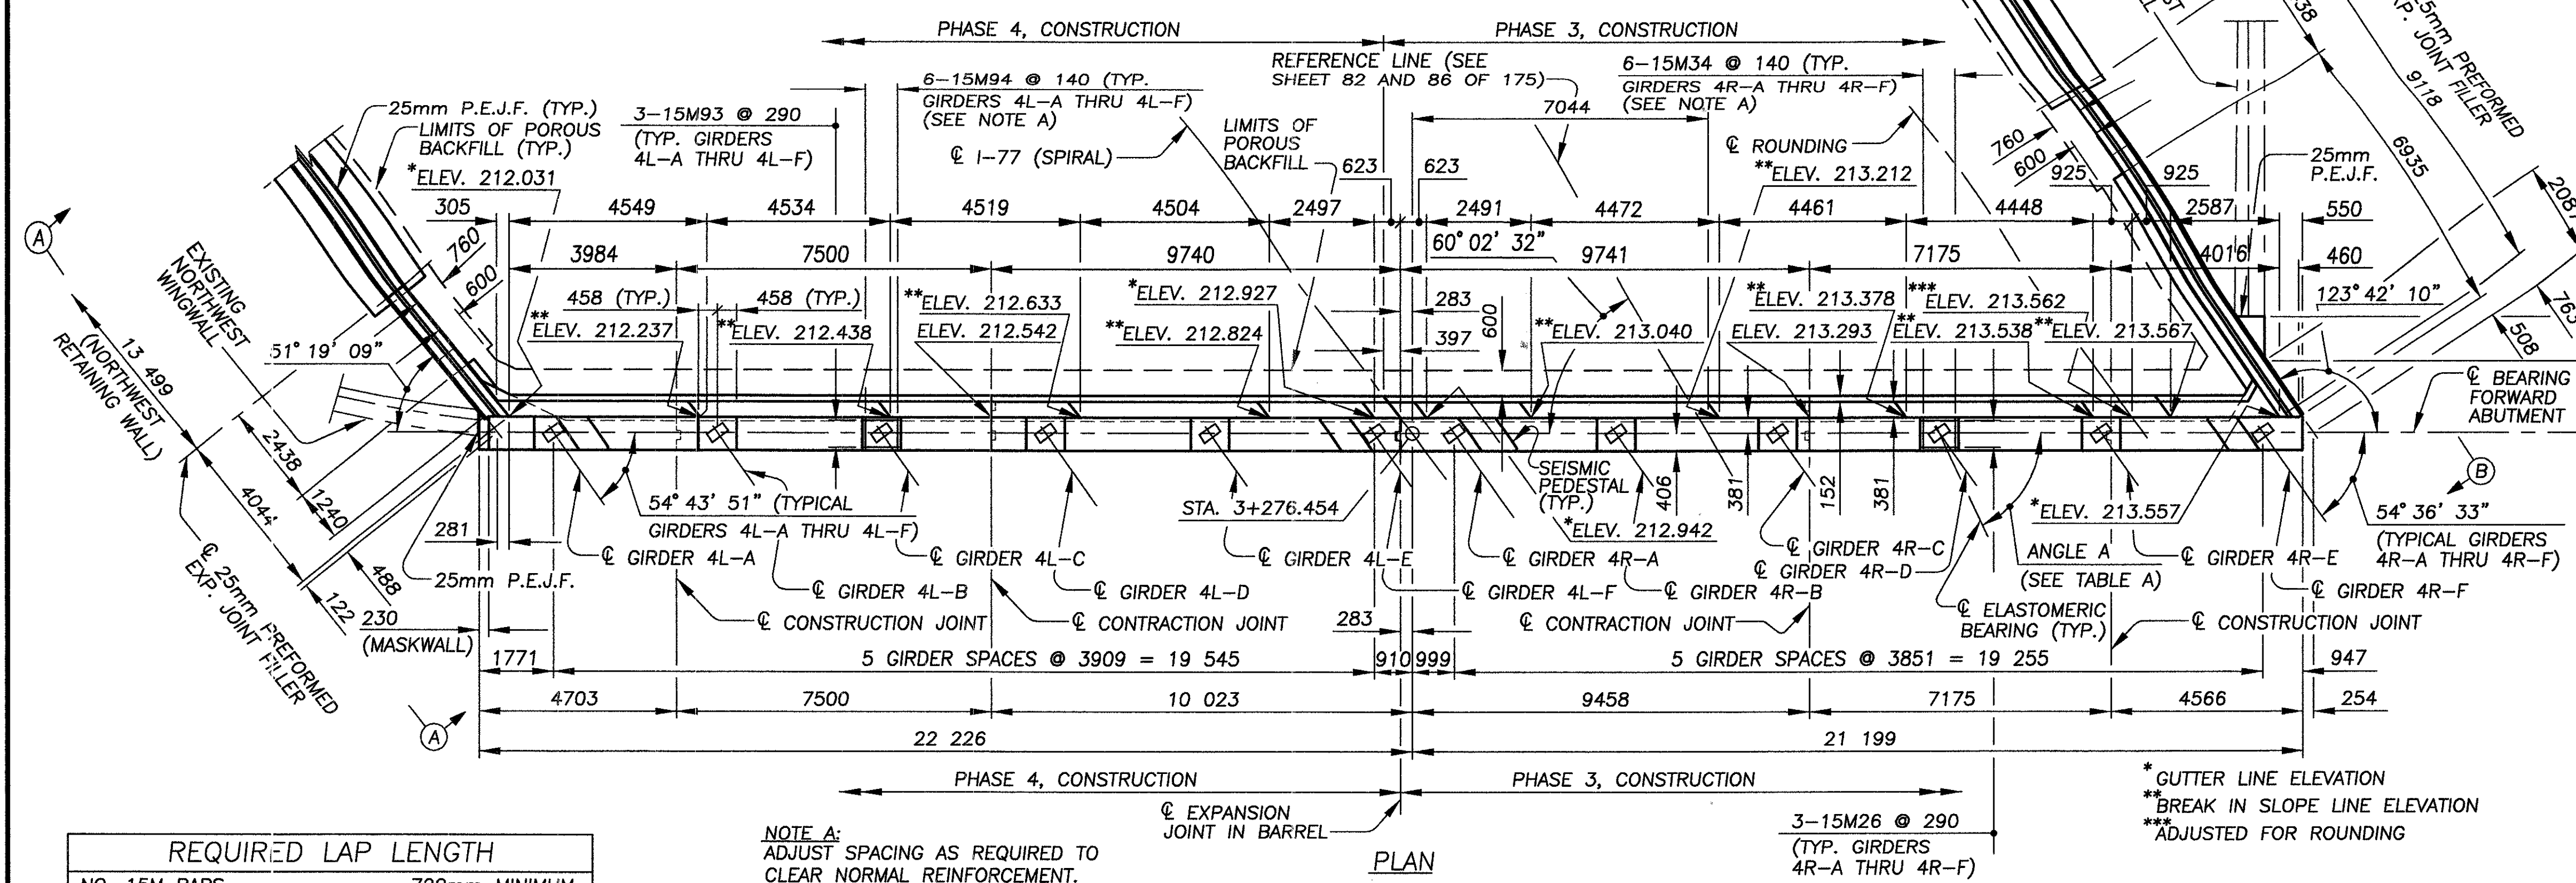 PHASE 4, CONSTRUCTION
PHASE 3, CONSTRUCTION
REFERENCE LINE (SEE
SHEET 82 AND 86 OF 175)
6-15M94 @ 140 (TYP.
GIRDERS 4L-A THRU 4L-F)
(SEE NOTE A)
6-15M34 @ 140 (TYP.
GIRDERS 4R-A THRU 4R-F)
(SEE NOTE A)
25mm P.E.J.F. (TYP.)
LIMITS OF POROUS
BACKFILL (TYP.)
3-15M93 @ 290
(TYP. GIRDERS
4L-A THRU 4L-F)
℄ I-77 (SPIRAL)
LIMITS OF
POROUS
BACKFILL
7044
℄ ROUNDING
25mm PREFORMED
JOINT FILLER
9118
6935
2081
760
600
25mm
P.E.J.F.
*ELEV. 212.031
**ELEV. 213.212
623
623
925
925
305
4549
4534
4519
4504
2497
2491
4472
4461
4448
2587
550
60° 02' 32"
3984
7500
9740
9741
7175
4016
460
760
600
EXISTING
NORTHWEST
WINGWALL
458 (TYP.)
458 (TYP.)
**ELEV. 212.237
**ELEV. 212.438
**ELEV. 212.633
ELEV. 212.542
*ELEV. 212.927
**ELEV. 212.824
283
397
600
**ELEV. 213.040
**ELEV. 213.378
ELEV. 213.293
***ELEV. 213.562
**ELEV. 213.538
**ELEV. 213.567
123° 42' 10"
763
508
51° 19' 09"
A
13 499
(NORTHWEST
RETAINING WALL)
℄ BEARING
FORWARD
ABUTMENT
2438
1240
4044
281
488
122
℄ 25mm PREFORMED
EXP. JOINT FILLER
54° 43' 51" (TYPICAL
GIRDERS 4L-A THRU 4L-F)
STA. 3+276.454
SEISMIC
PEDESTAL
(TYP.)
*ELEV. 212.942
406
381
152
381
*ELEV. 213.557
B
54° 36' 33"
(TYPICAL GIRDERS
4R-A THRU 4R-F)
℄ GIRDER 4L-A
℄ GIRDER 4L-C
℄ GIRDER 4L-E
℄ GIRDER 4R-A
℄ GIRDER 4R-C
℄ GIRDER 4R-D
ANGLE A
(SEE TABLE A)
℄ GIRDER 4R-E
25mm P.E.J.F.
℄ GIRDER 4L-B
℄ GIRDER 4L-D
℄ GIRDER 4L-F
℄ GIRDER 4R-B
℄ GIRDER 4R-F
230
(MASKWALL)
℄ CONSTRUCTION JOINT
℄ CONTRACTION JOINT
283
℄ CONTRACTION JOINT
℄ ELASTOMERIC
BEARING (TYP.)
℄ CONSTRUCTION JOINT
1771
5 GIRDER SPACES @ 3909 = 19 545
910
999
5 GIRDER SPACES @ 3851 = 19 255
947
4703
7500
10 023
9458
7175
4566
254
A
22 226
21 199
PHASE 4, CONSTRUCTION
PHASE 3, CONSTRUCTION
℄ EXPANSION
JOINT IN BARREL
* GUTTER LINE ELEVATION
** BREAK IN SLOPE LINE ELEVATION
*** ADJUSTED FOR ROUNDING
3-15M26 @ 290
(TYP. GIRDERS
4R-A THRU 4R-F)
REQUIRED LAP LENGTH
NOTE A:
ADJUST SPACING AS REQUIRED TO
CLEAR NORMAL REINFORCEMENT.
PLAN